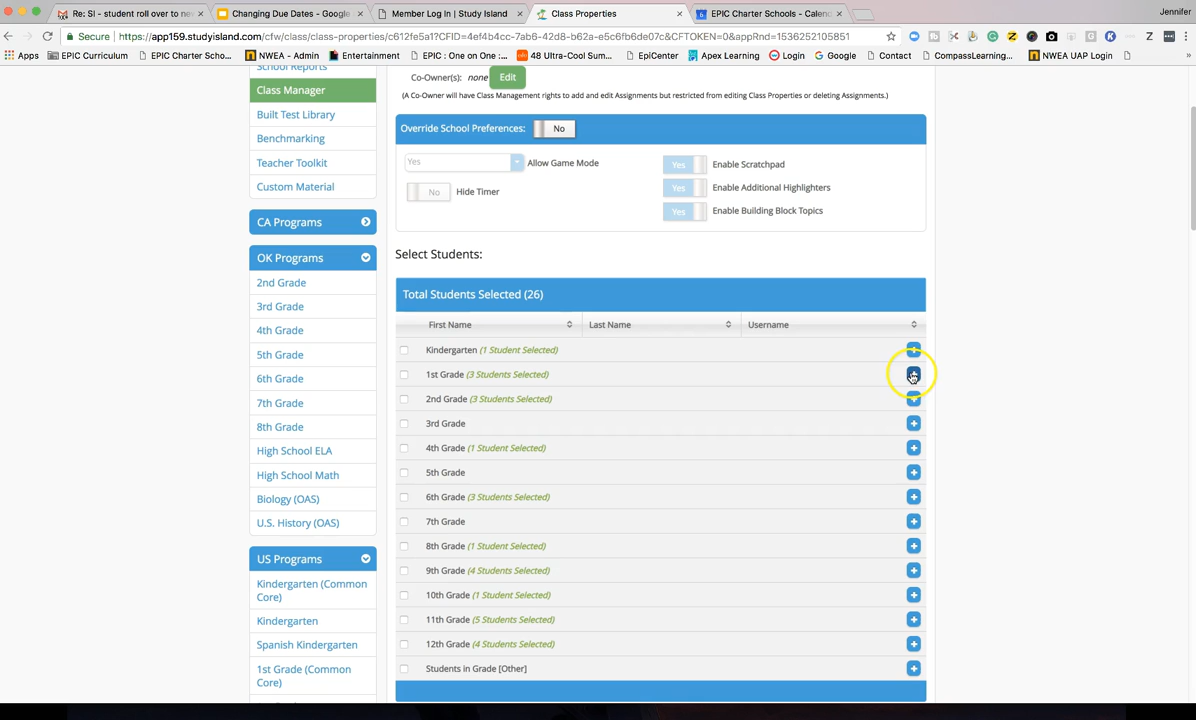 Re: SI - student roll over to ne
Changing Due Dates - Google
Member Log In | Study Island
Class Properties
EPIC Charter Schools - Calend
Jennifer
Secure
https://app159.studyisland.com/cfw/class/class-properties/c612fe5a1?CFID=4ef4f4cc-7ab6-42d8-b62a-e5c6fb6de07c&CFTOKEN=0&appRnd=1536252105851
Apps
EPIC Curriculum
EPIC Charter Scho...
NWEA - Admin
Entertainment
EPIC : One on One :...
48 Ultra-Cool Sum...
EpiCenter
Apex Learning
Login
Google
Contact
CompassLearning...
NWEA UAP Login
School Reports
Class Manager
Built Test Library
Benchmarking
Teacher Toolkit
Custom Material
CA Programs
OK Programs
2nd Grade
3rd Grade
4th Grade
5th Grade
6th Grade
7th Grade
8th Grade
High School ELA
High School Math
Biology (OAS)
U.S. History (OAS)
US Programs
Kindergarten (Common
Core)
Kindergarten
Spanish Kindergarten
1st Grade (Common
Core)
Co-Owner(s): none Edit
(A Co-Owner will have Class Management rights to add and edit Assignments but restricted from editing Class Properties or deleting Assignments.)
Override School Preferences: No
Yes Allow Game Mode
No Hide Timer
Yes Enable Scratchpad
Yes Enable Additional Highlighters
Yes Enable Building Block Topics
Select Students:
Total Students Selected (26)
First Name Last Name Username
Kindergarten (1 Student Selected)
1st Grade (3 Students Selected)
2nd Grade (3 Students Selected)
3rd Grade
4th Grade (1 Student Selected)
5th Grade
6th Grade (3 Students Selected)
7th Grade
8th Grade (1 Student Selected)
9th Grade (4 Students Selected)
10th Grade (1 Student Selected)
11th Grade (5 Students Selected)
12th Grade (4 Students Selected)
Students in Grade [Other]